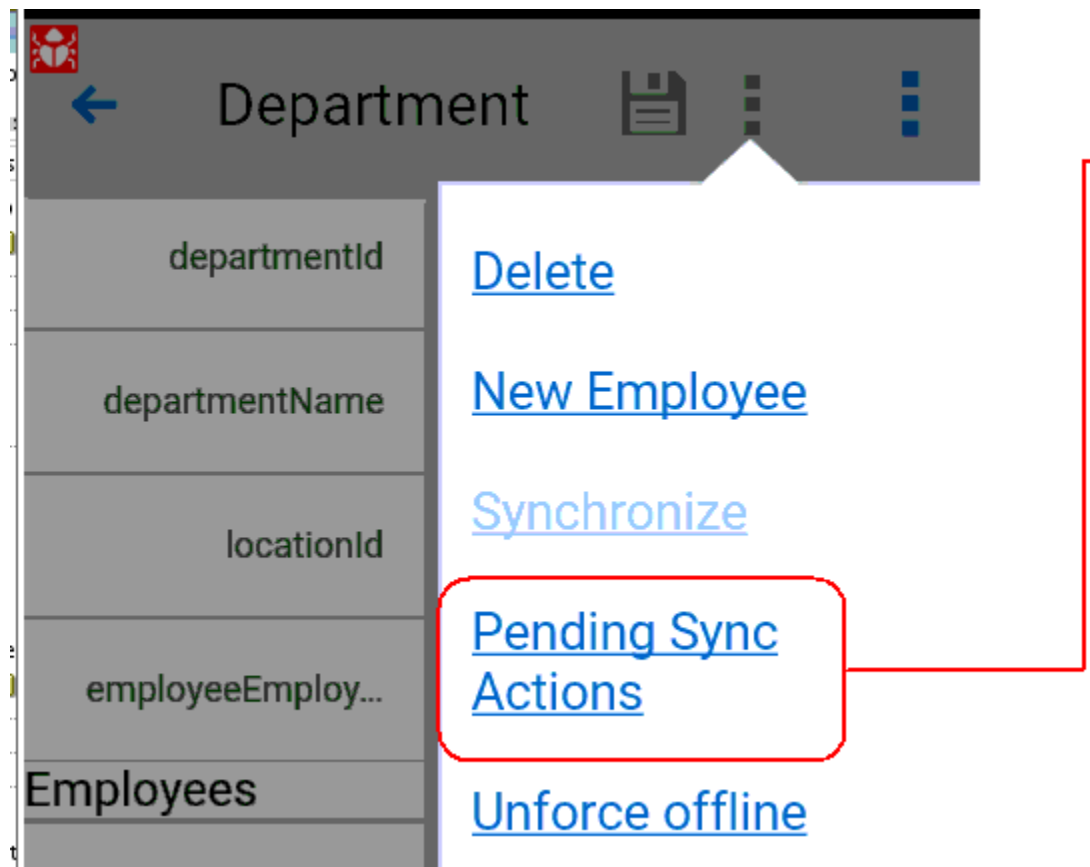 Department
departmentId
departmentName
locationId
employeeEmploy...
Employees
Delete
New Employee
Synchronize
Pending Sync
Actions
Unforce offline